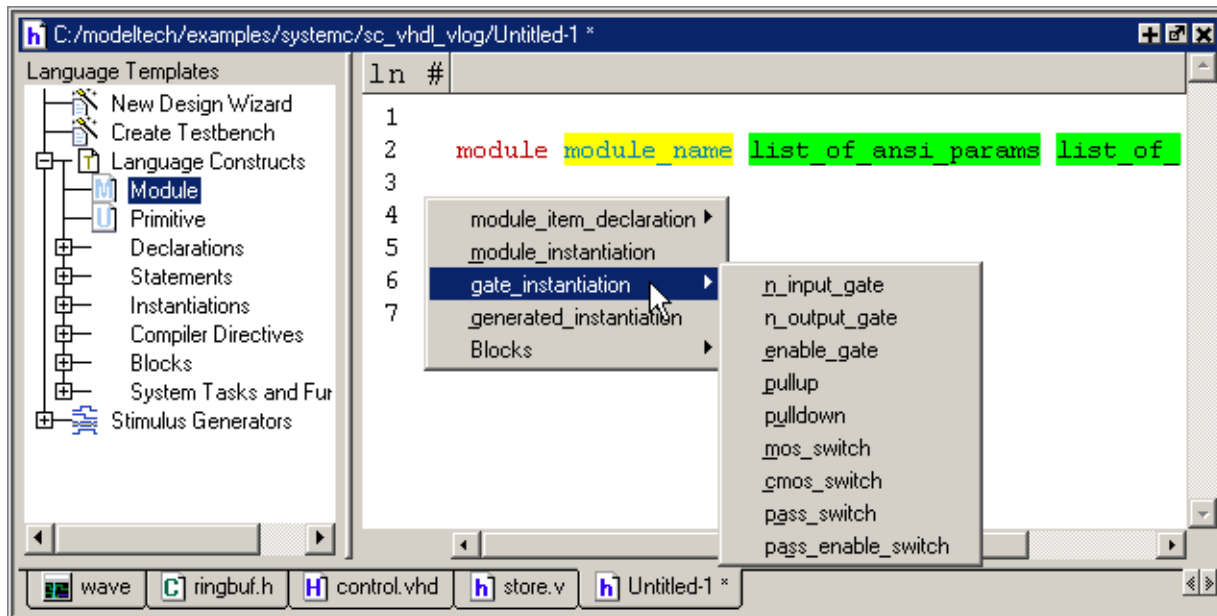 h C:/modeltech/examples/systemc/sc_vhdl_vlog/Untitled-1 *
Language Templates
New Design Wizard
Create Testbench
T Language Constructs
M Module
U Primitive
Declarations
Statements
Instantiations
Compiler Directives
Blocks
System Tasks and Fur
Stimulus Generators
ln #
1
2 module module_name list_of_ansi_params list_of_
3
4
5
6
7
module_item_declaration
module_instantiation
gate_instantiation
generated_instantiation
Blocks
n_input_gate
n_output_gate
enable_gate
pullup
pulldown
mos_switch
cmos_switch
pass_switch
pass_enable_switch
wave C ringbuf.h H control.vhd h store.v h Untitled-1 *